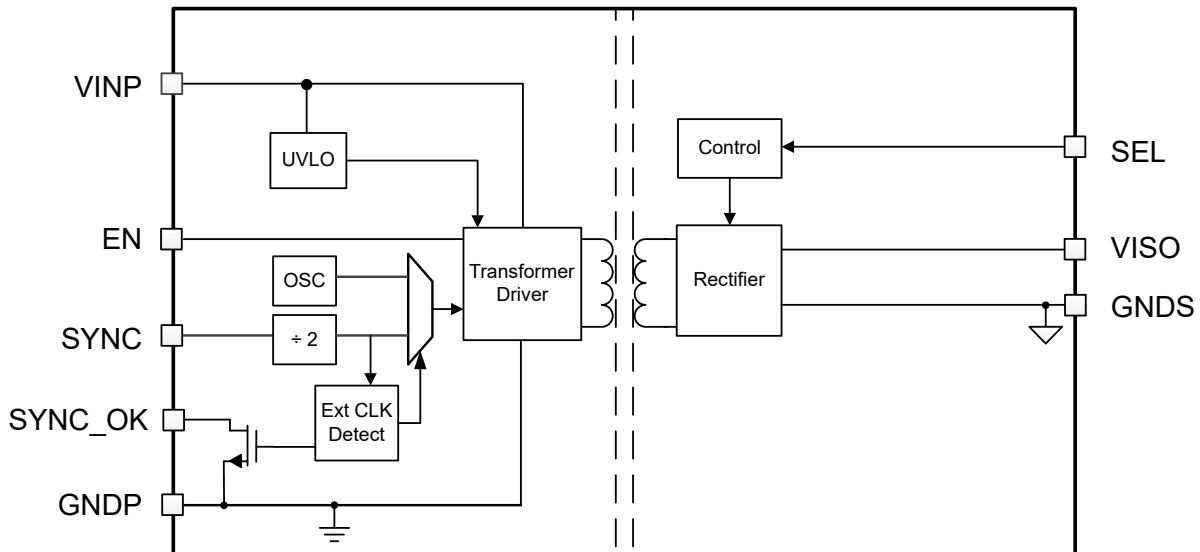 VINP
UVLO
Control
SEL
EN
Transformer
Driver
Rectifier
VISO
OSC
GNDS
SYNC
÷ 2
SYNC_OK
Ext CLK
Detect
GNDP